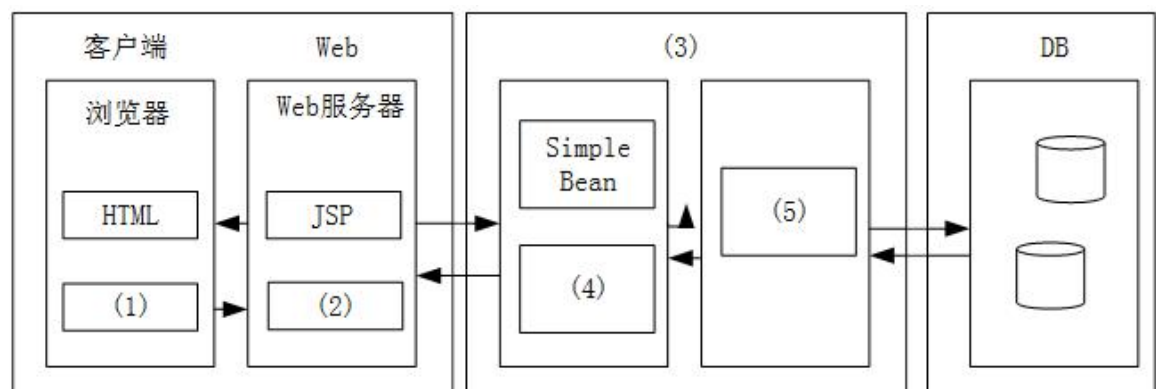 客户端
Web
(3)
DB
浏览器
Web服务器
Simple
Bean
HTML
JSP
(5)
(1)
(2)
(4)